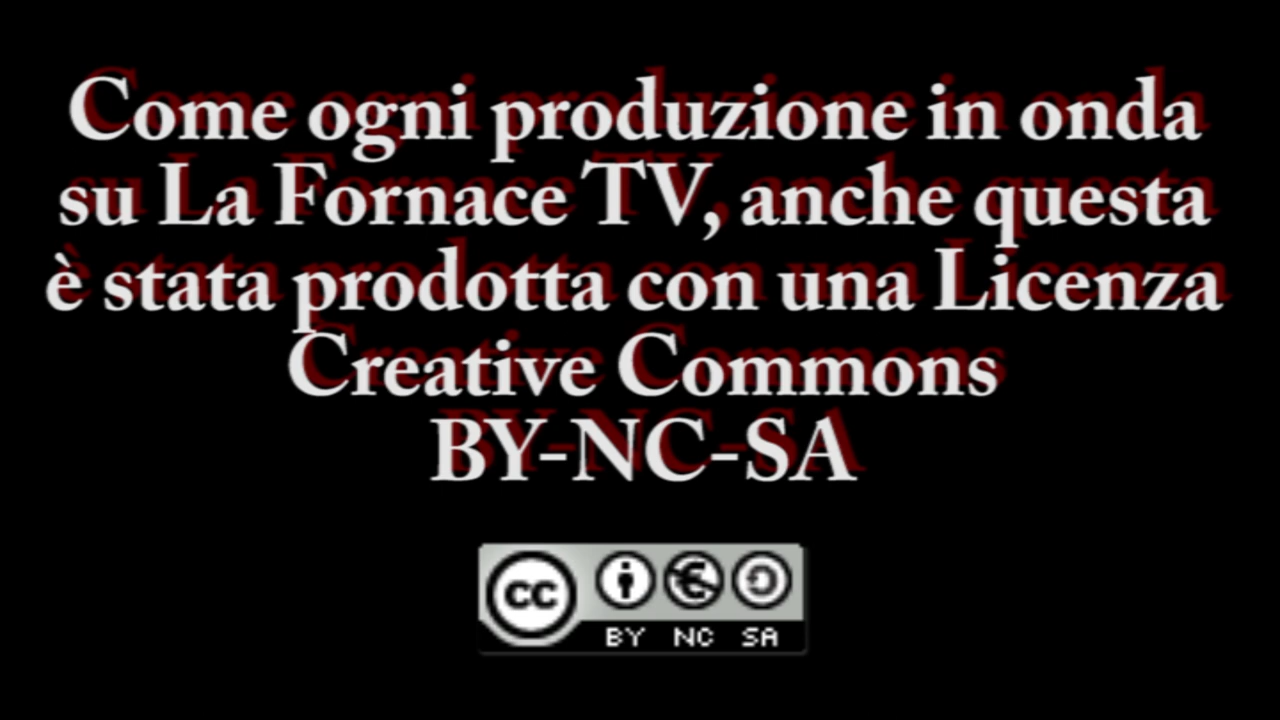 Come ogni produzione in onda
su La Fornace TV, anche questa
è stata prodotta con una Licenza
Creative Commons
BY-NC-SA
cc
BY NC SA